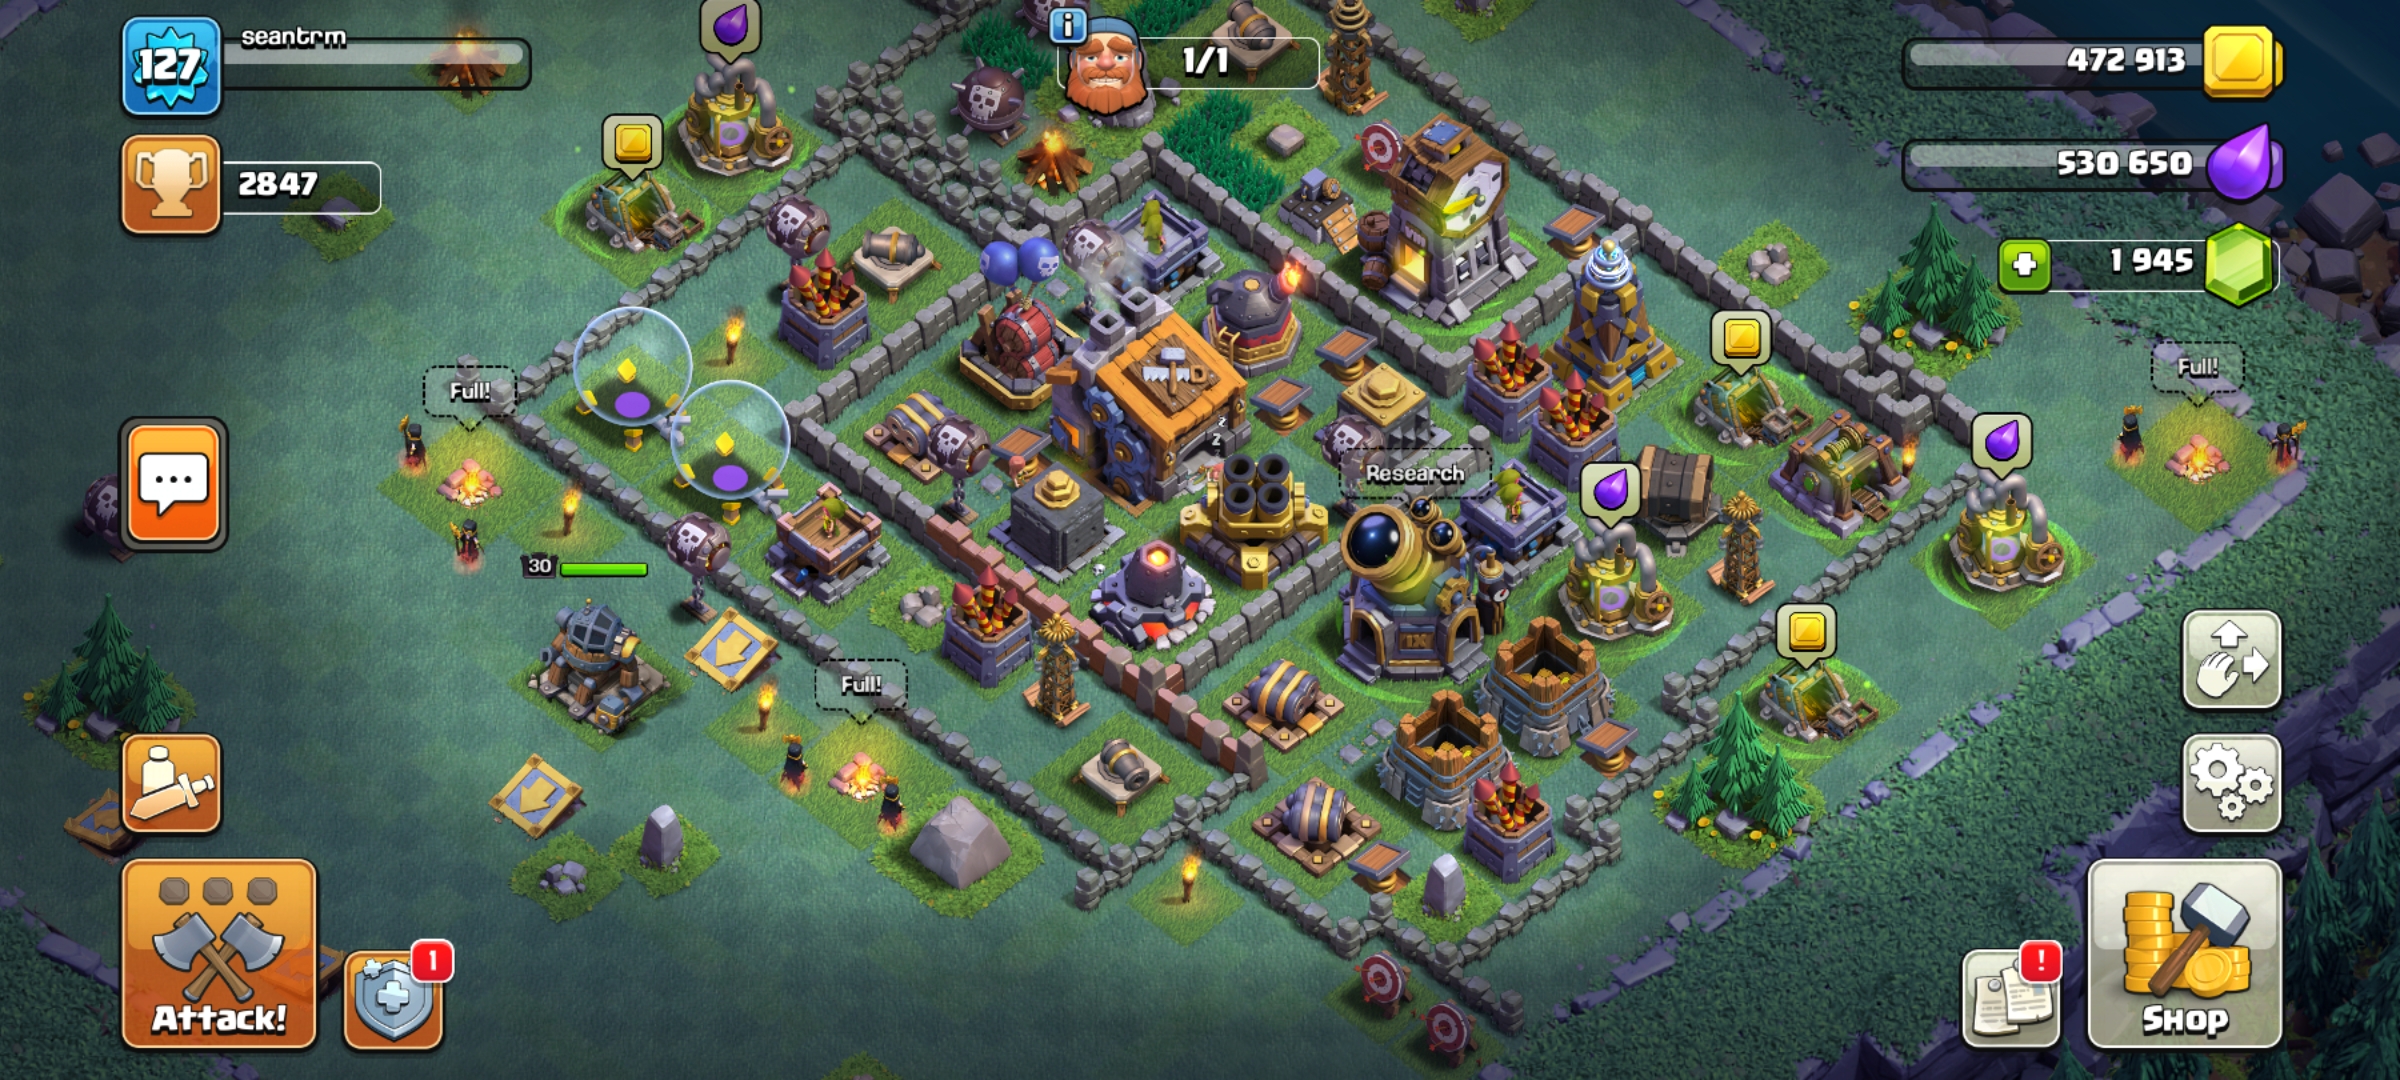 127
seantrm
i
1/1
472 913
2847
530 650
1 945
Full!
Full!
z
z
Research
30
IX
Full!
1
Attack!
!
Shop